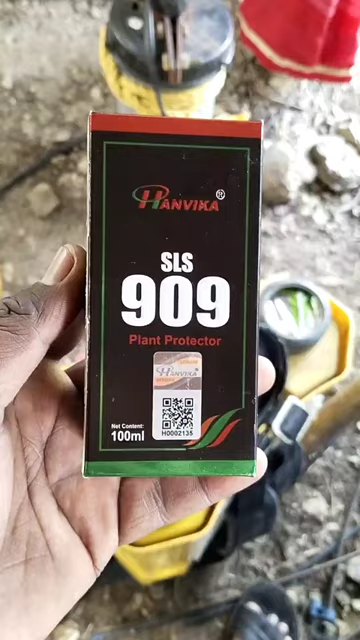 HANVIKA ®
SLS
909
Plant Protector
HANVIKA
H0002135
Net Content:
100ml